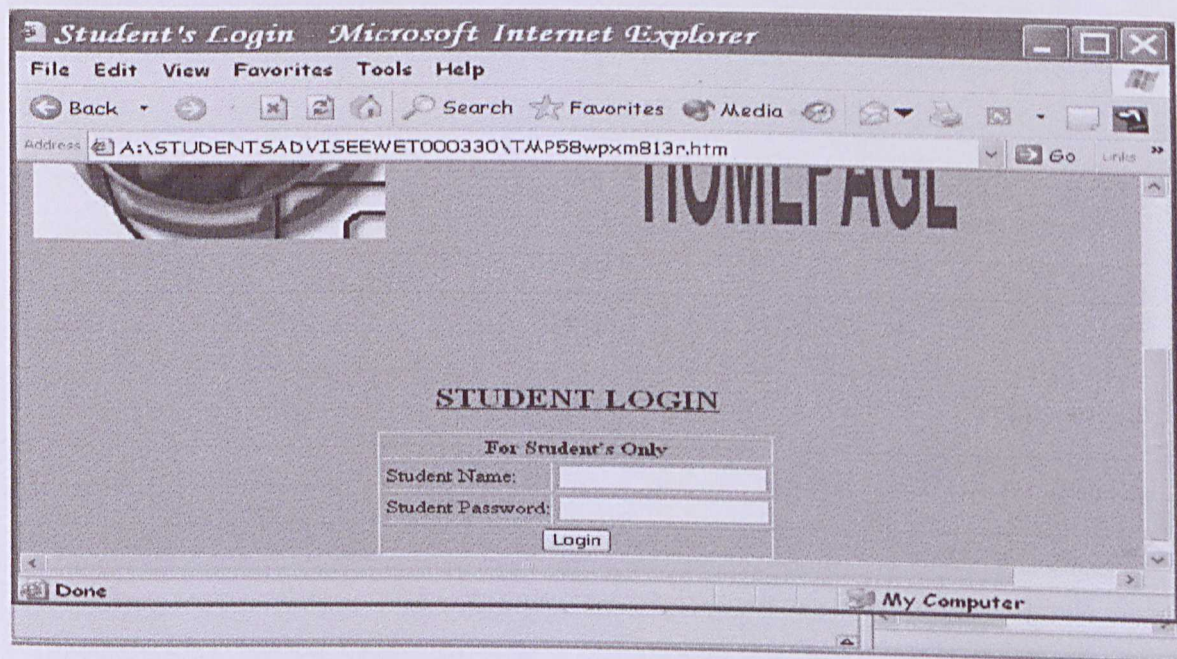 Student's Login Microsoft Internet Explorer
File Edit View Favorites Tools Help
Back Search Favorites Media
Address A:\STUDENTSADVISEEWET000330\TMP58wpxm813r.htm Go Links »
HOMEPAGE
STUDENT LOGIN
For Student's Only
Student Name:
Student Password:
Login
Done My Computer